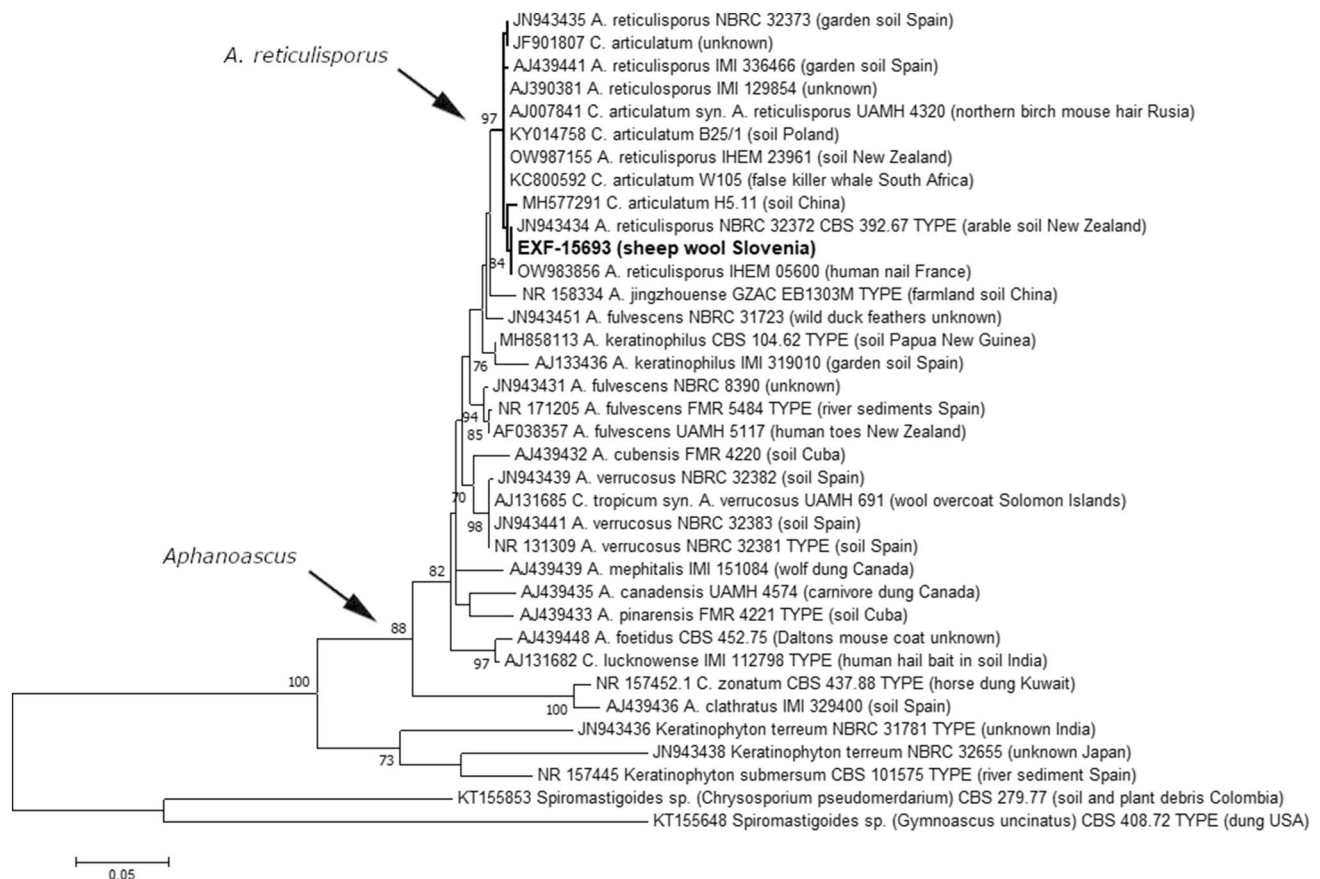 JN943435 A. reticulisporus NBRC 32373 (garden soil Spain)
JF901807 C. articulatum (unknown)
A. reticulisporus
AJ439441 A. reticulisporus IMI 336466 (garden soil Spain)
AJ390381 A. reticulosporus IMI 129854 (unknown)
AJ007841 C. articulatum syn. A. reticulisporus UAMH 4320 (northern birch mouse hair Rusia)
97
KY014758 C. articulatum B25/1 (soil Poland)
OW987155 A. reticulisporus IHEM 23961 (soil New Zealand)
KC800592 C. articulatum W105 (false killer whale South Africa)
MH577291 C. articulatum H5.11 (soil China)
JN943434 A. reticulisporus NBRC 32372 CBS 392.67 TYPE (arable soil New Zealand)
EXF-15693 (sheep wool Slovenia)
84
OW983856 A. reticulisporus IHEM 05600 (human nail France)
NR 158334 A. jingzhouense GZAC EB1303M TYPE (farmland soil China)
JN943451 A. fulvescens NBRC 31723 (wild duck feathers unknown)
MH858113 A. keratinophilus CBS 104.62 TYPE (soil Papua New Guinea)
76
AJ133436 A. keratinophilus IMI 319010 (garden soil Spain)
JN943431 A. fulvescens NBRC 8390 (unknown)
NR 171205 A. fulvescens FMR 5484 TYPE (river sediments Spain)
94
85
AF038357 A. fulvescens UAMH 5117 (human toes New Zealand)
AJ439432 A. cubensis FMR 4220 (soil Cuba)
JN943439 A. verrucosus NBRC 32382 (soil Spain)
70
AJ131685 C. tropicum syn. A. verrucosus UAMH 691 (wool overcoat Solomon Islands)
98
JN943441 A. verrucosus NBRC 32383 (soil Spain)
NR 131309 A. verrucosus NBRC 32381 TYPE (soil Spain)
Aphanoascus
82
AJ439439 A. mephitalis IMI 151084 (wolf dung Canada)
AJ439435 A. canadensis UAMH 4574 (carnivore dung Canada)
AJ439433 A. pinarensis FMR 4221 TYPE (soil Cuba)
88
AJ439448 A. foetidus CBS 452.75 (Daltons mouse coat unknown)
97
AJ131682 C. lucknowense IMI 112798 TYPE (human hail bait in soil India)
100
NR 157452.1 C. zonatum CBS 437.88 TYPE (horse dung Kuwait)
100
AJ439436 A. clathratus IMI 329400 (soil Spain)
JN943436 Keratinophyton terreum NBRC 31781 TYPE (unknown India)
73
JN943438 Keratinophyton terreum NBRC 32655 (unknown Japan)
NR 157445 Keratinophyton submersum CBS 101575 TYPE (river sediment Spain)
KT155853 Spiromastigoides sp. (Chrysosporium pseudomerdarium) CBS 279.77 (soil and plant debris Colombia)
KT155648 Spiromastigoides sp. (Gymnoascus uncinatus) CBS 408.72 TYPE (dung USA)
0.05